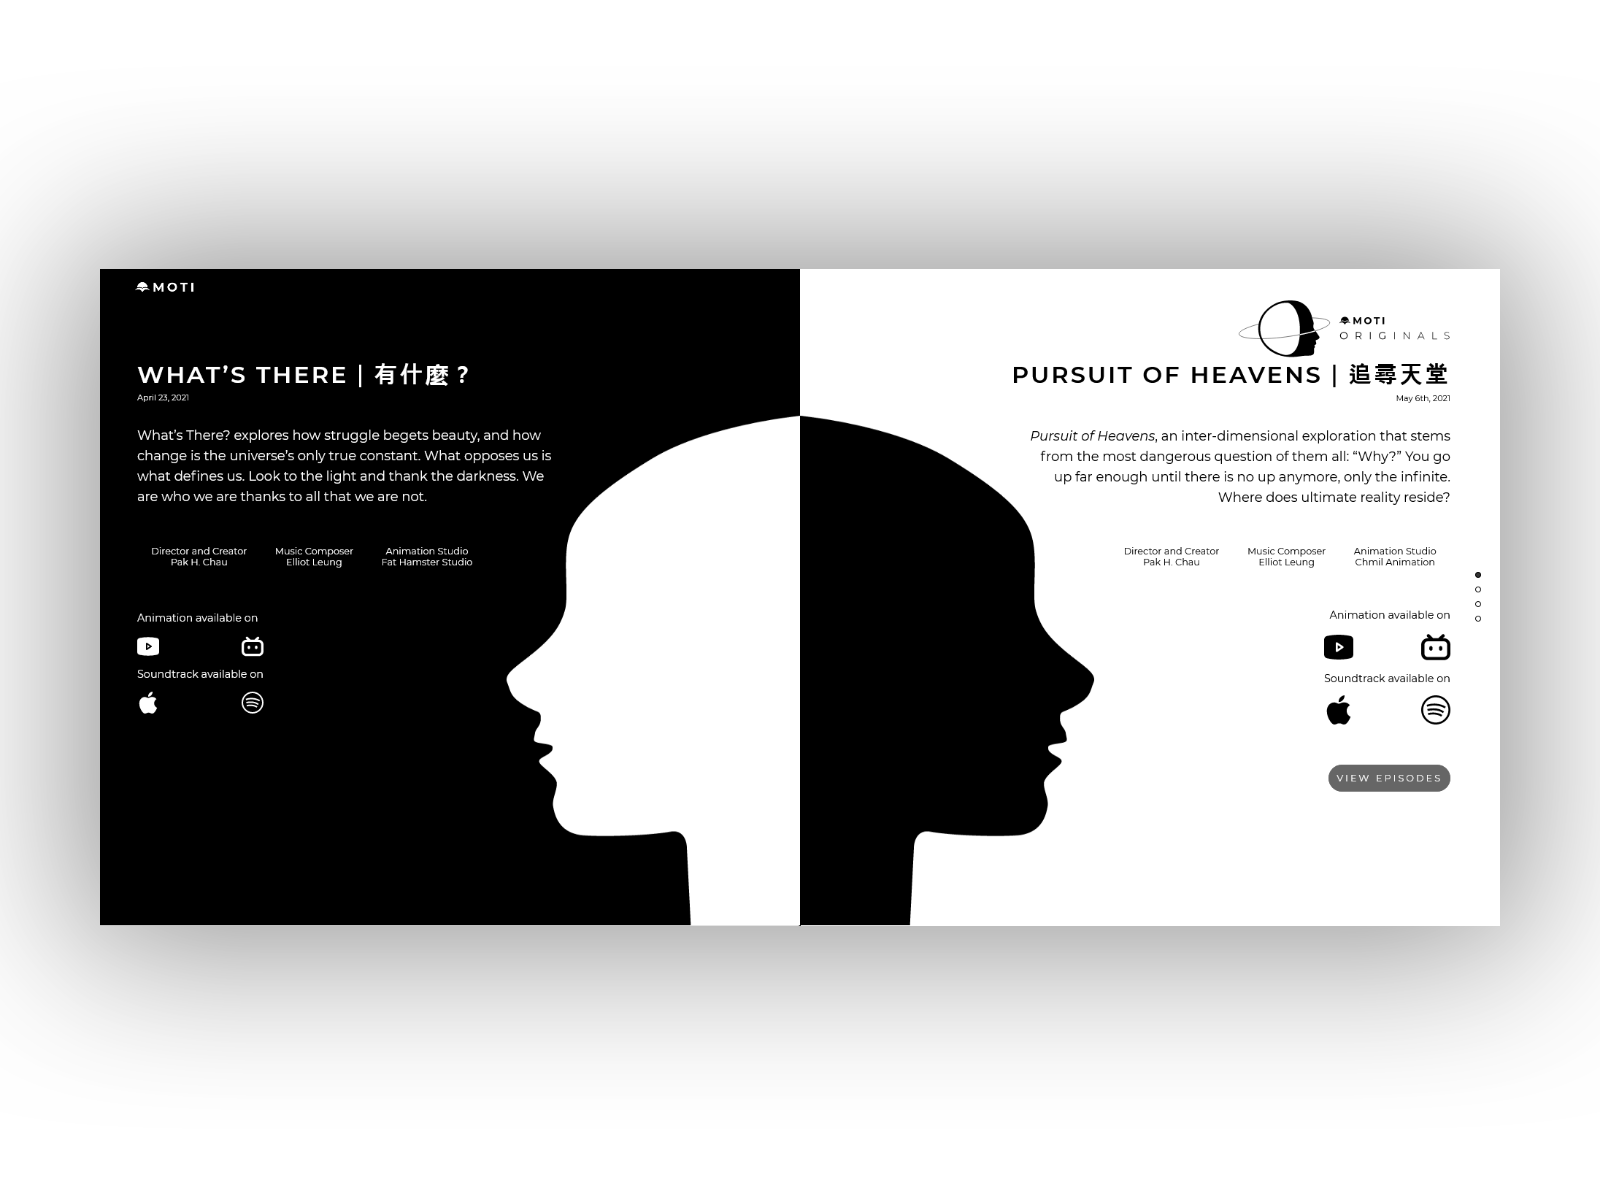 MOTI
WHAT’S THERE | 有什麼？
April 23, 2021
What’s There? explores how struggle begets beauty, and how
change is the universe’s only true constant. What opposes us is
what defines us. Look to the light and thank the darkness. We
are who we are thanks to all that we are not.
Director and Creator
Pak H. Chau
Music Composer
Elliot Leung
Animation Studio
Fat Hamster Studio
Animation available on
Soundtrack available on
MOTI
ORIGINALS
PURSUIT OF HEAVENS | 追尋天堂
May 6th, 2021
Pursuit of Heavens, an inter-dimensional exploration that stems
from the most dangerous question of them all: “Why?” You go
up far enough until there is no up anymore, only the infinite.
Where does ultimate reality reside?
Director and Creator
Pak H. Chau
Music Composer
Elliot Leung
Animation Studio
Chmil Animation
Animation available on
Soundtrack available on
VIEW EPISODES